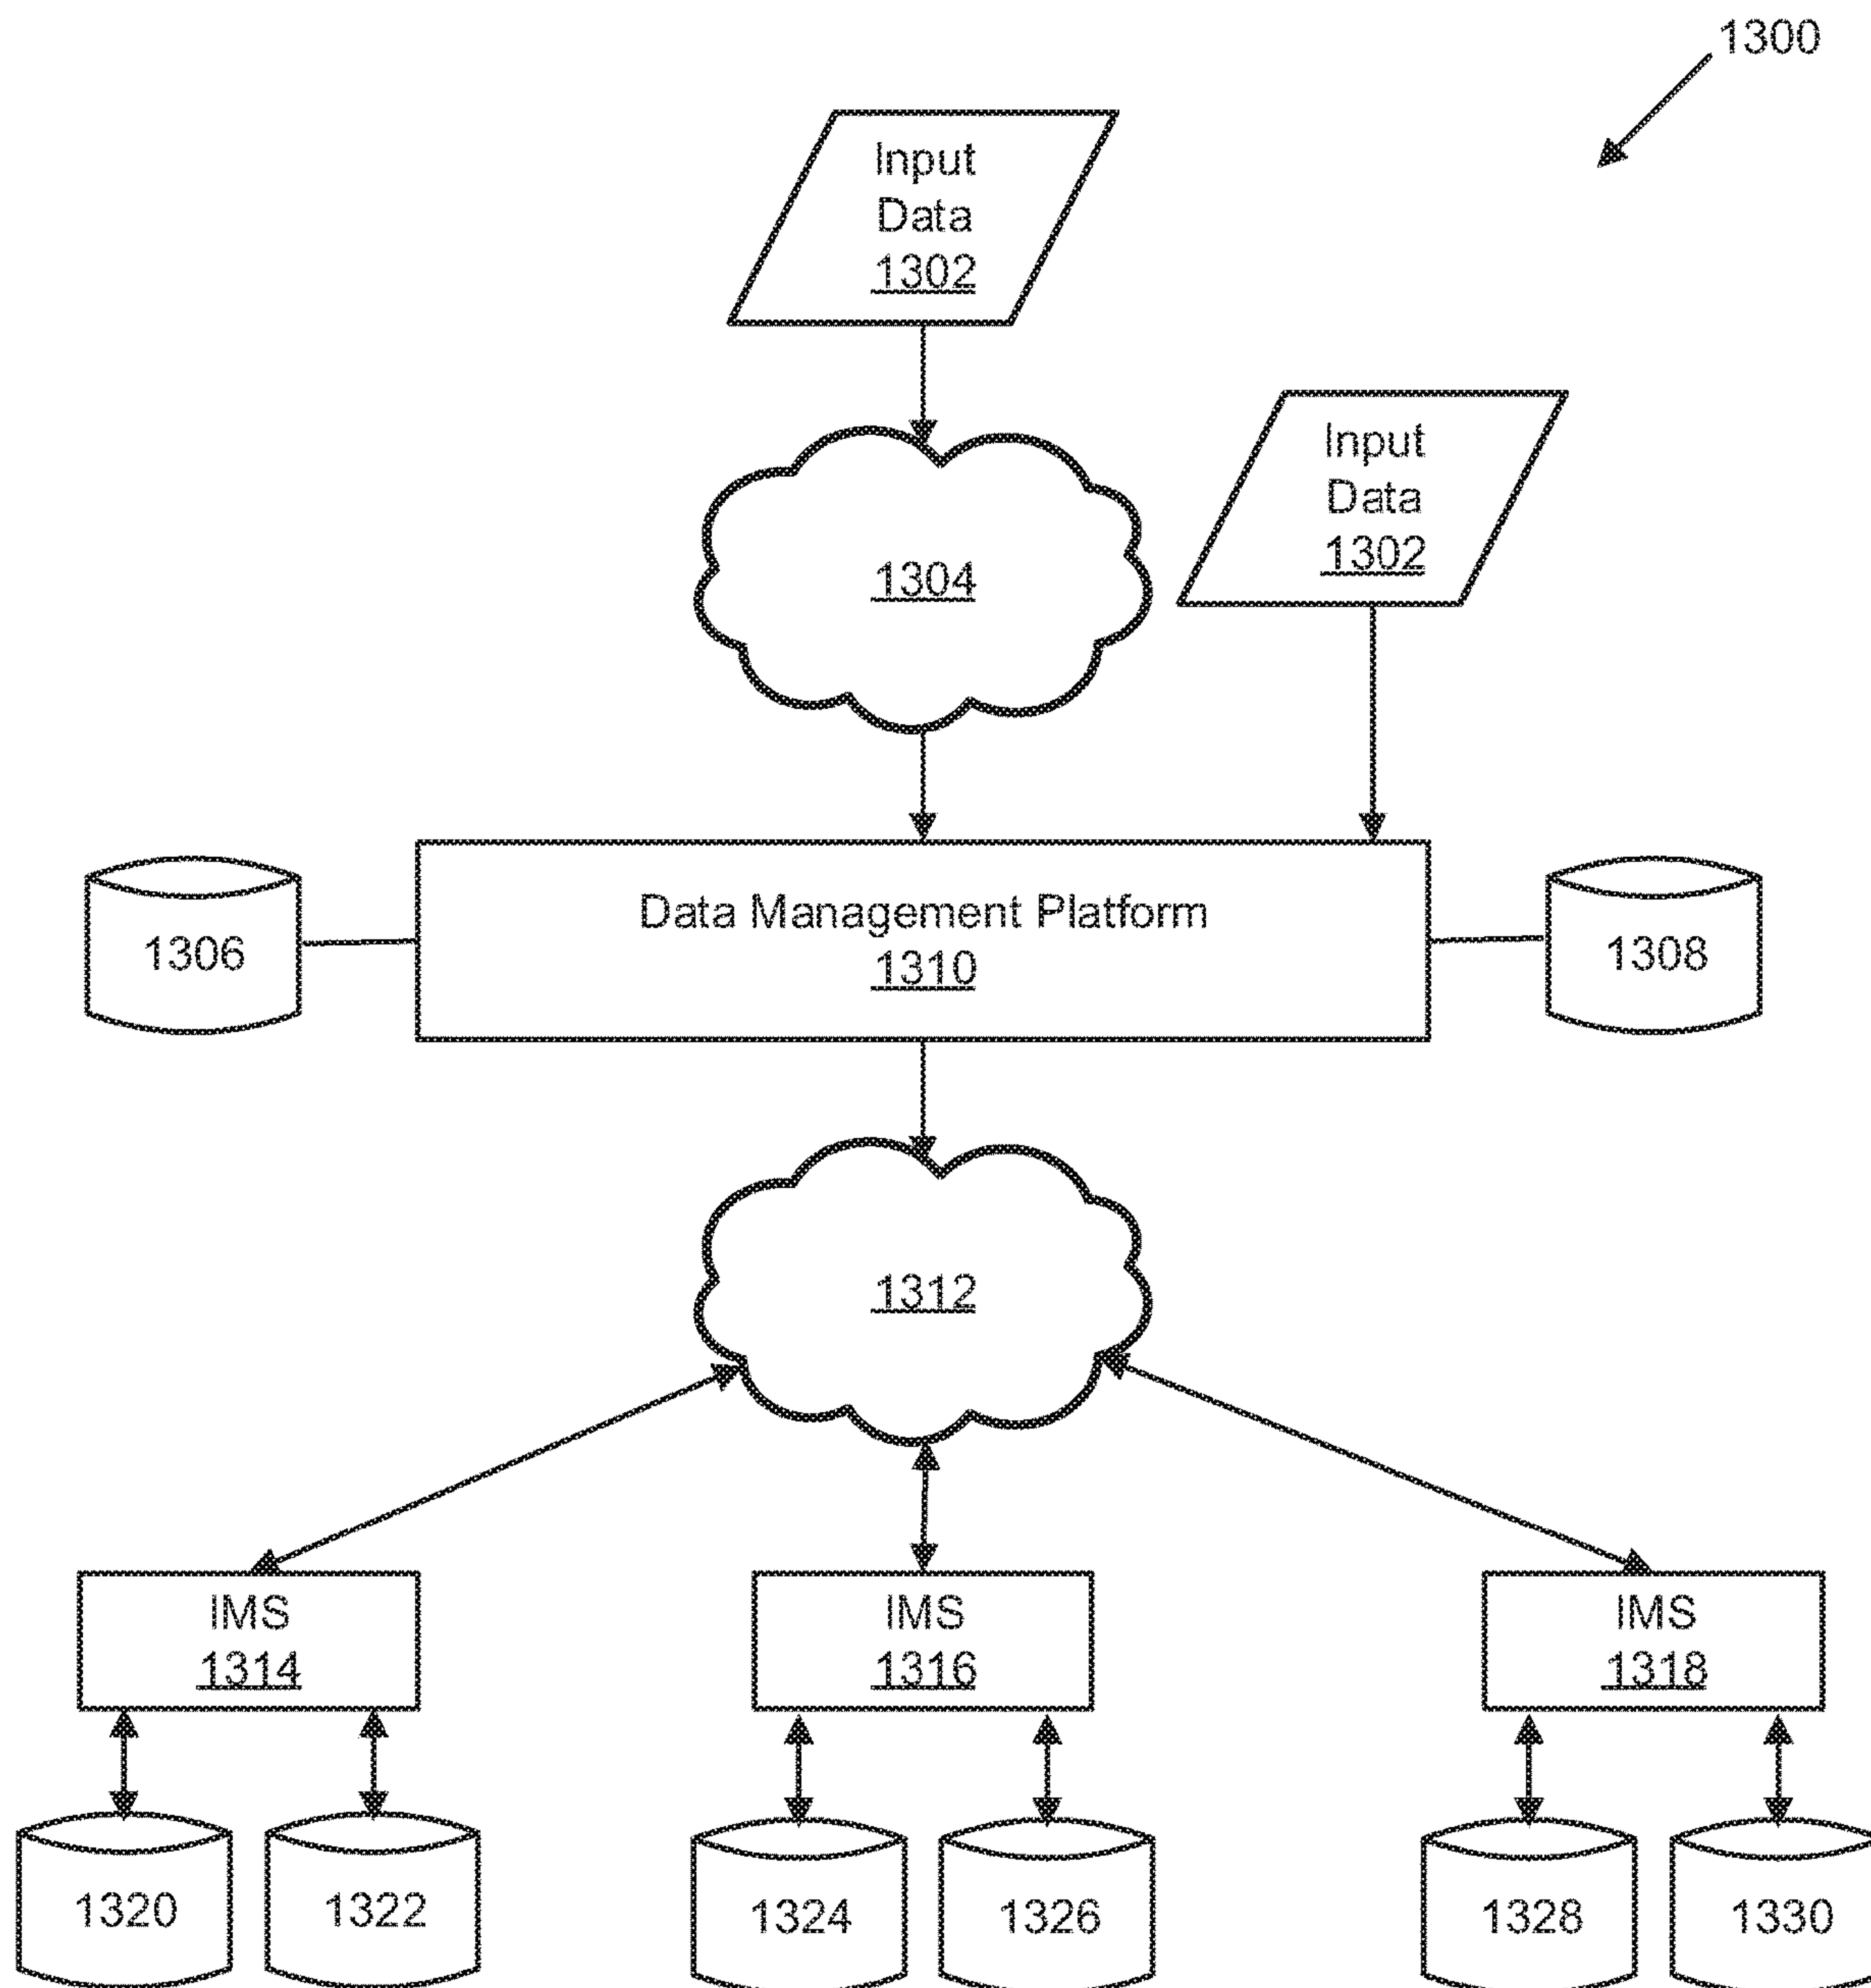 1300
Input
Data
1302
Input
Data
1302
1304
Data Management Platform
1310
1306
1308
1312
IMS
1314
IMS
1316
IMS
1318
1320
1322
1324
1326
1328
1330